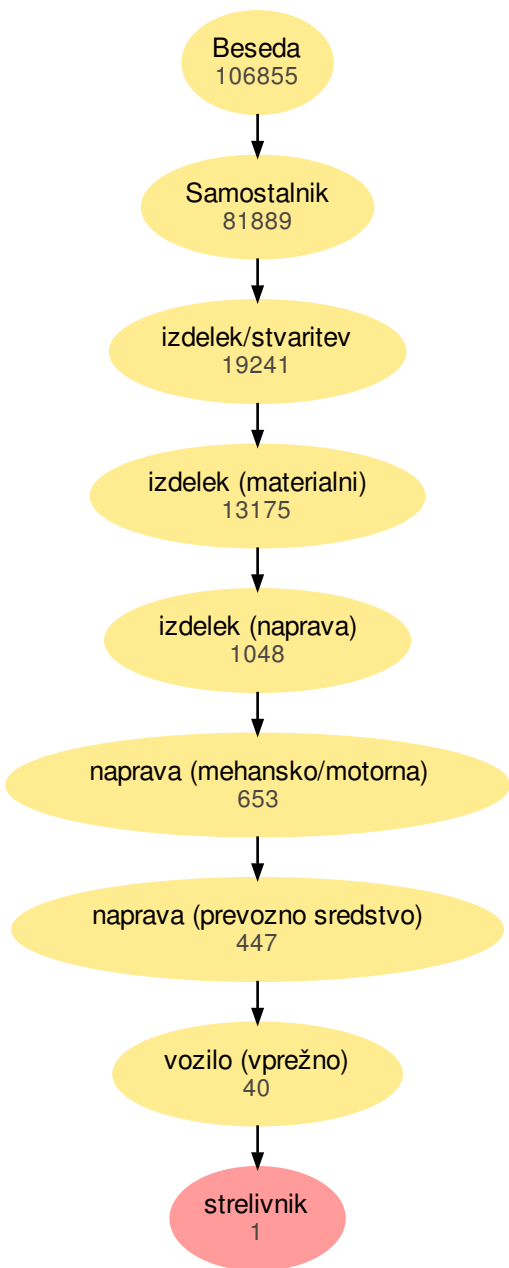 Beseda
106855
Samostalnik
81889
izdelek/stvaritev
19241
izdelek (materialni)
13175
izdelek (naprava)
1048
naprava (mehansko/motorna)
653
naprava (prevozno sredstvo)
447
vozilo (vprežno)
40
strelivnik
1